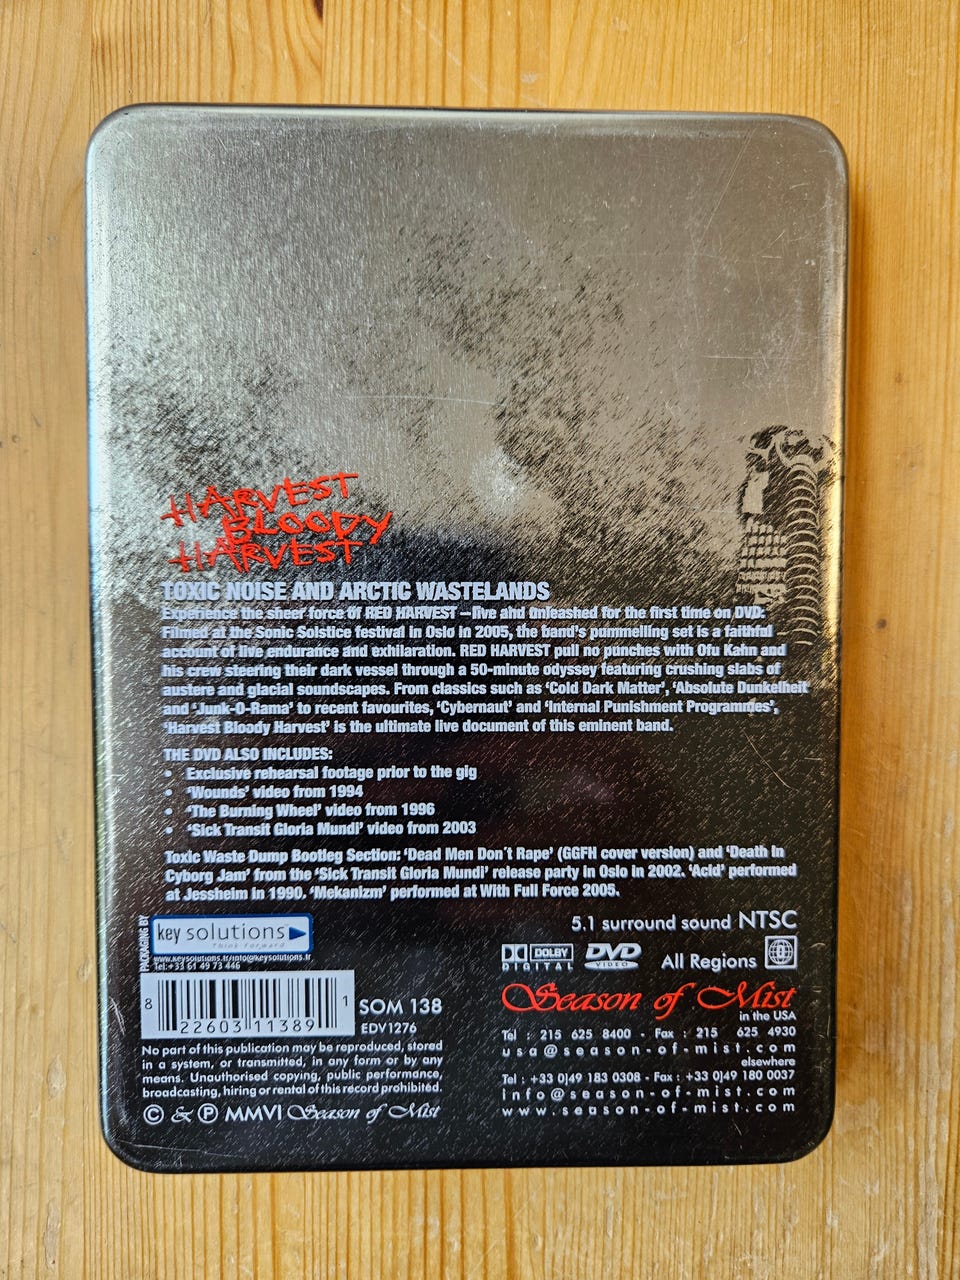 HARVEST
BLOODY
HARVEST
TOXIC NOISE AND ARCTIC WASTELANDS
Experience the sheer force of RED HARVEST – live and unleashed for the first time on DVD.
Filmed at the Sonic Solstice festival in Oslo in 2005, the band's pummelling set is a faithful
account of live endurance and exhilaration. RED HARVEST pull no punches with Ofu Kahn and
his crew steering their dark vessel through a 50-minute odyssey featuring crushing slabs of
austere and glacial soundscapes. From classics such as 'Cold Dark Matter', 'Absolute Dunkelheit'
and 'Junk-O-Rama' to recent favourites, 'Cybernaut' and 'Internal Punishment Programmes',
'Harvest Bloody Harvest' is the ultimate live document of this eminent band.
THE DVD ALSO INCLUDES:
• Exclusive rehearsal footage prior to the gig
• 'Wounds' video from 1994
• 'The Burning Wheel' video from 1996
• 'Sick Transit Gloria Mundi' video from 2003
Toxic Waste Dump Bootleg Section: 'Dead Men Don´t Rape' (GGFH cover version) and 'Death In
Cyborg Jam' from the 'Sick Transit Gloria Mundi' release party in Oslo in 2002. 'Acid' performed
at Jessheim in 1990. 'Mekanizm' performed at With Full Force 2005.
PACKAGING BY
key solutions
Think Forward
www.keysolutions.fr/info@keysolutions.fr
Tel:+33 61 49 73 446
8 22603 11389 1
SOM 138
EDV1276
No part of this publication may be reproduced, stored
in a system, or transmitted, in any form or by any
means. Unauthorised copying, public performance,
broadcasting, hiring or rental of this record prohibited.
© & ℗ MMVI Season of Mist
5.1 surround sound NTSC
DOLBY
DIGITAL
DVD
VIDEO
All Regions 0
Season of Mist
in the USA
Tel : 215 625 8400 - Fax : 215 625 4930
usa@season-of-mist.com
elsewhere
Tel : +33 0)49 183 0308 - Fax : +33 0)49 180 0037
info@season-of-mist.com
www.season-of-mist.com